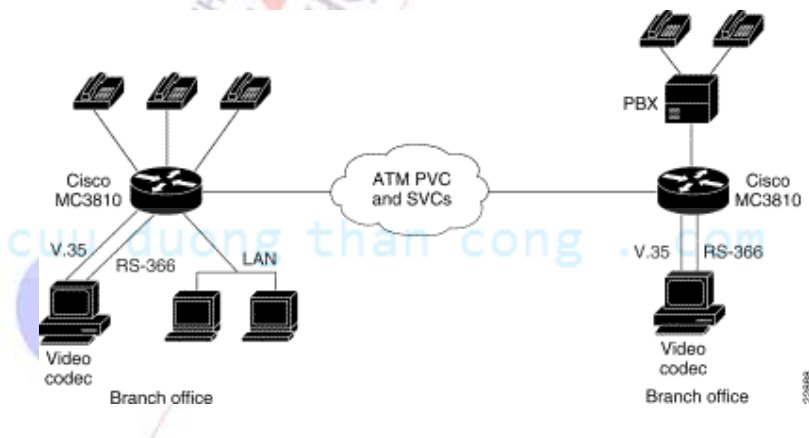 PBX
Cisco
MC3810
ATM PVC
and SVCs
Cisco
MC3810
cuu duong than cong . com
V.35
RS-366
LAN
V.35
RS-366
Video
codec
Branch office
Video
codec
Branch office
22888